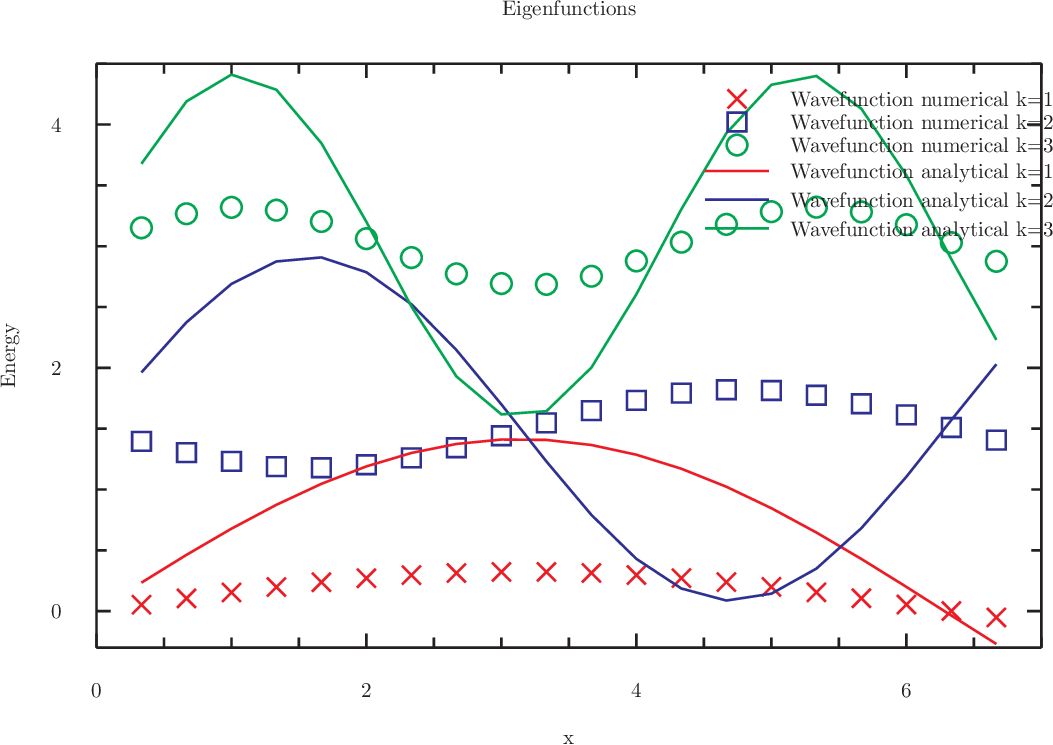 Eigenfunctions
Wavefunction numerical k=1
Wavefunction numerical k=2
Wavefunction numerical k=3
Wavefunction analytical k=1
Wavefunction analytical k=2
Wavefunction analytical k=3
4
2
0
Energy
0 2 4 6
x